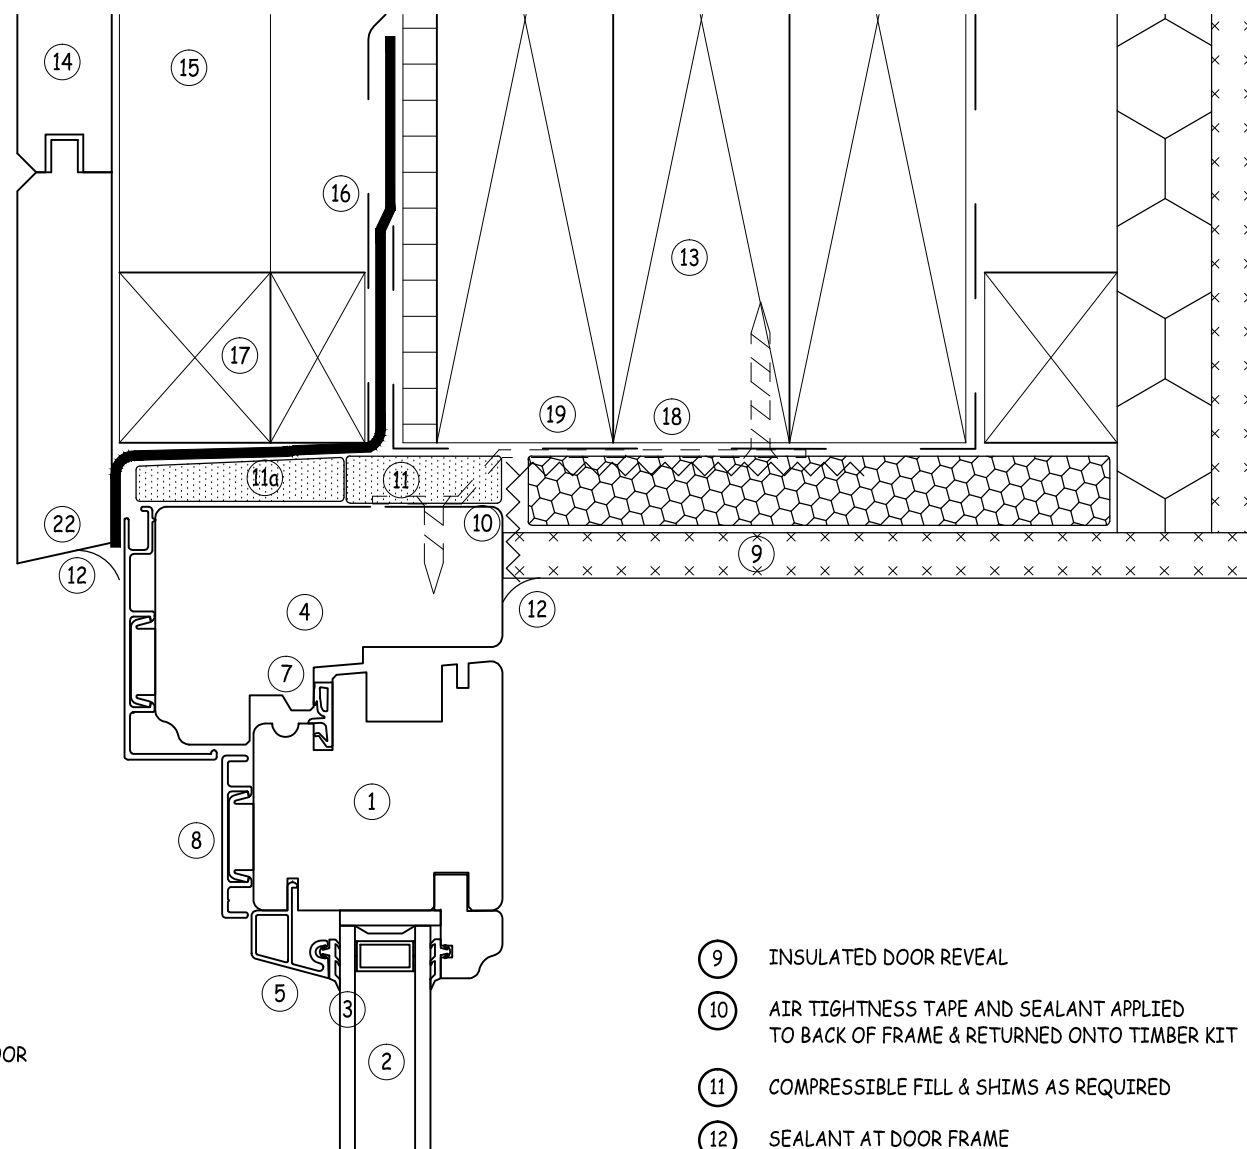 14
15
16
13
17
19
18
11a
11
22
10
12
9
4
12
7
1
8
5
3
2
OOR
9 INSULATED DOOR REVEAL
10 AIR TIGHTNESS TAPE AND SEALANT APPLIED
TO BACK OF FRAME & RETURNED ONTO TIMBER KIT
11 COMPRESSIBLE FILL & SHIMS AS REQUIRED
12 SEALANT AT DOOR FRAME